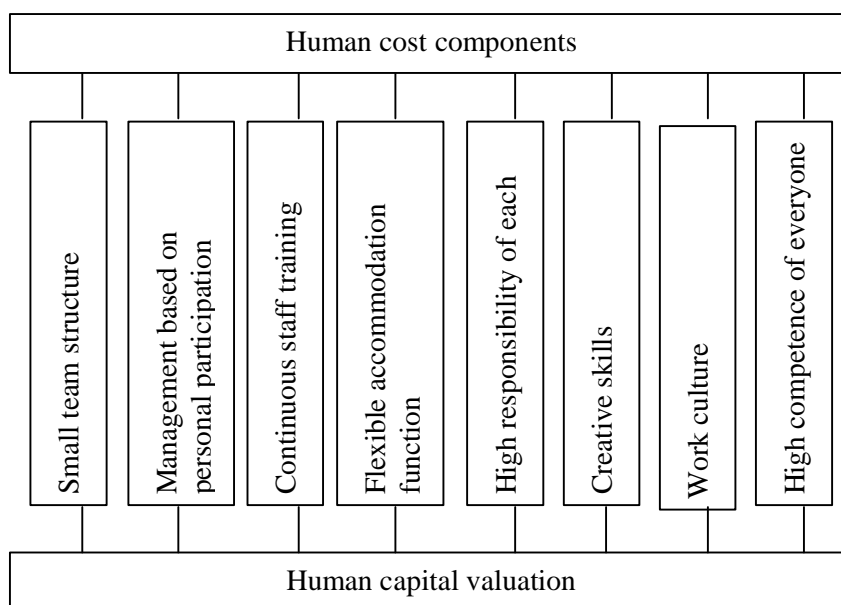 Human cost components
Small team structure
Management based on
personal participation
Continuous staff training
Flexible accommodation
function
High responsibility of each
Creative skills
Work culture
High competence of everyone
Human capital valuation